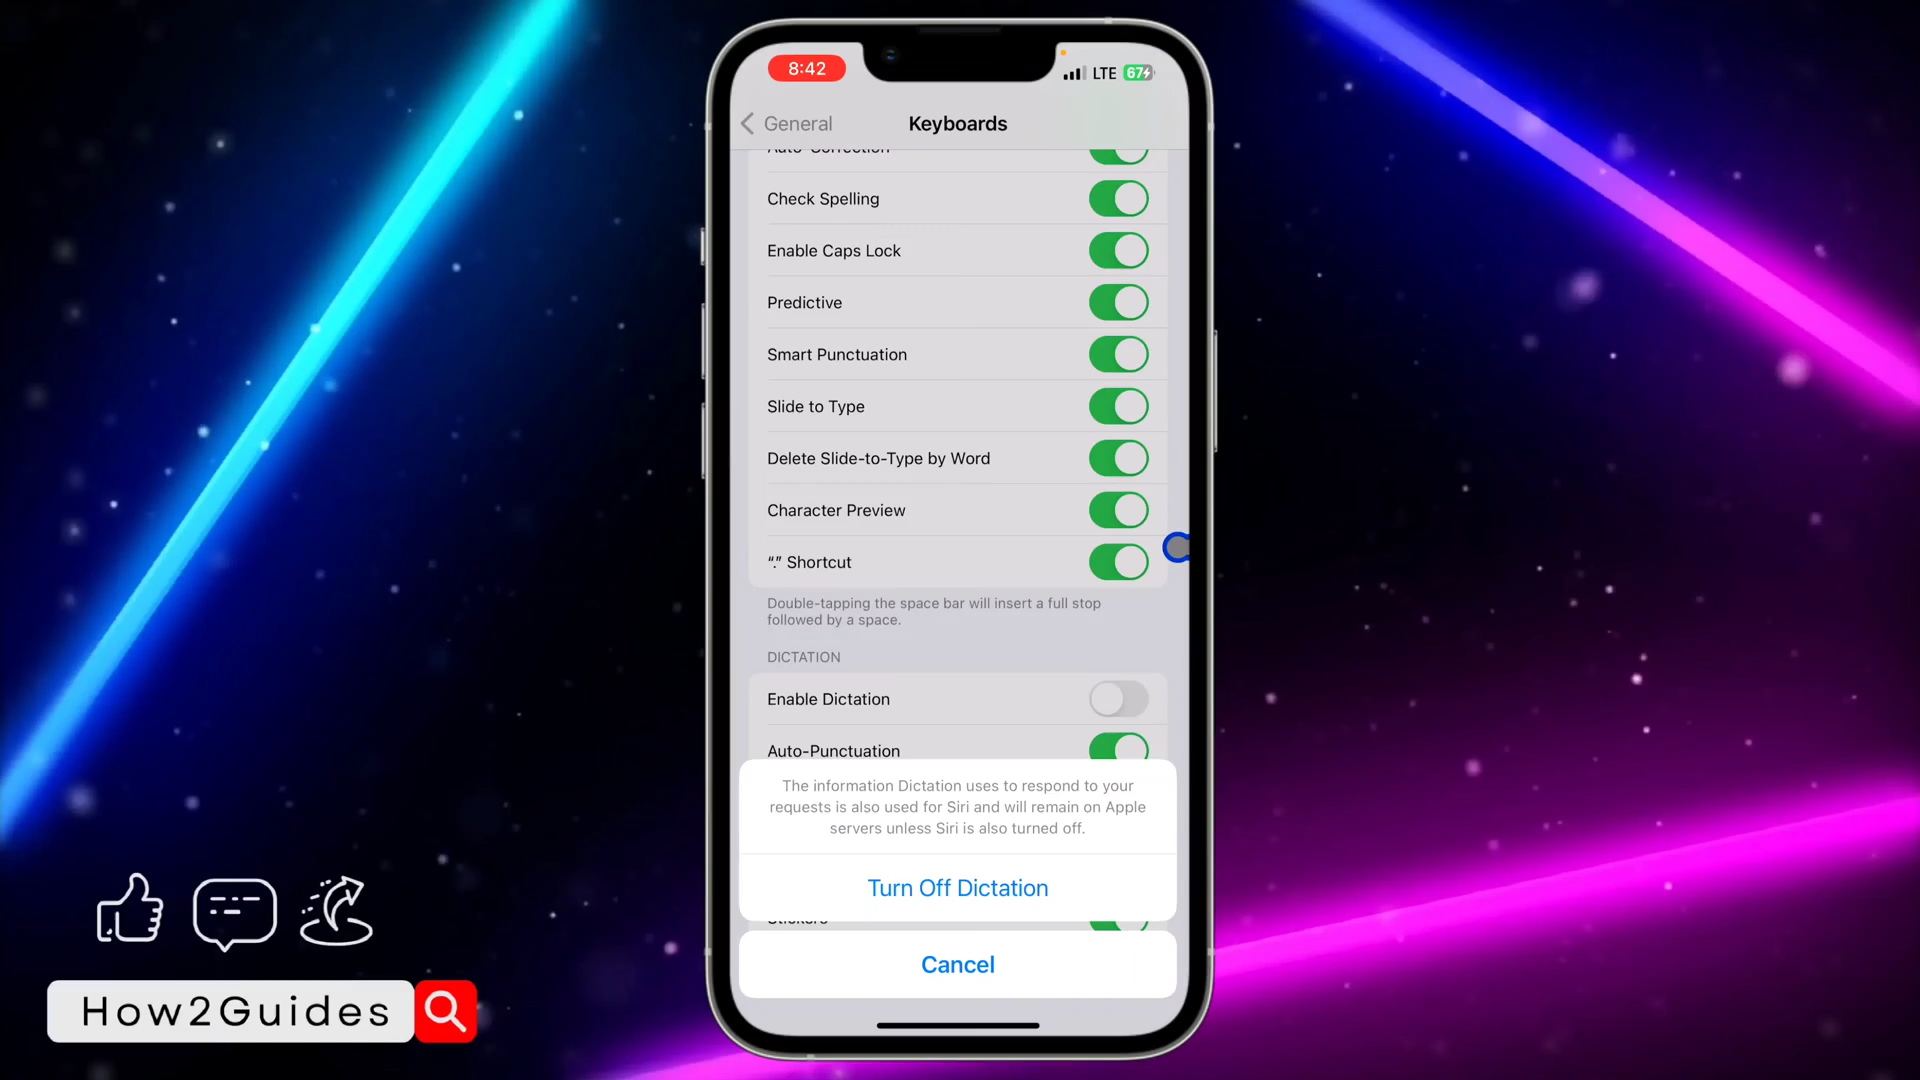 8:42
LTE 67
General
Keyboards
Auto-Correction
Check Spelling
Enable Caps Lock
Predictive
Smart Punctuation
Slide to Type
Delete Slide-to-Type by Word
Character Preview
“.” Shortcut
Double-tapping the space bar will insert a full stop
followed by a space.
DICTATION
Enable Dictation
Auto-Punctuation
The information Dictation uses to respond to your
requests is also used for Siri and will remain on Apple
servers unless Siri is also turned off.
Turn Off Dictation
Stickers
Cancel
How2Guides